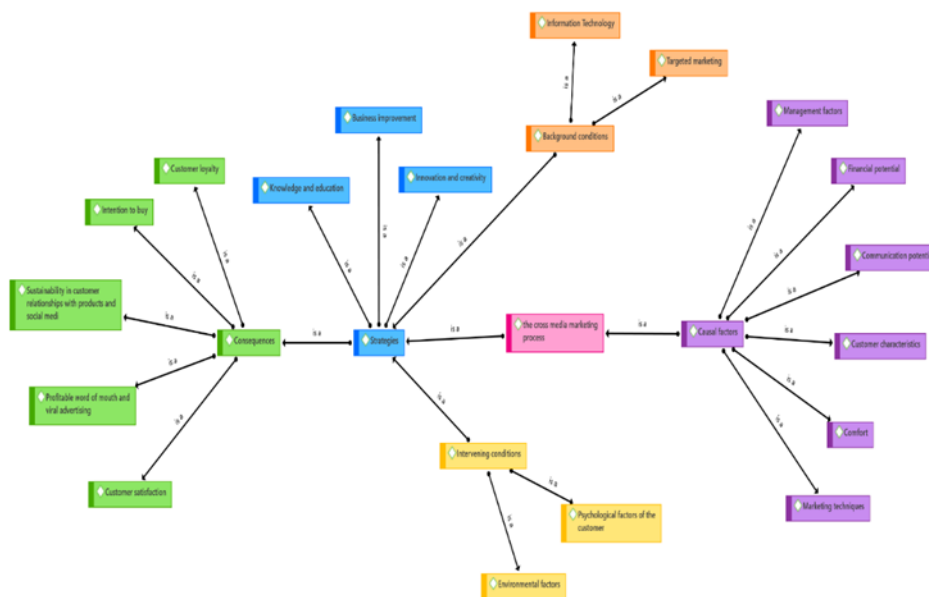 Information Technology
is a
Targeted marketing
is a
Background conditions
is a
Business improvement
is a
Knowledge and education
is a
Innovation and creativity
is a
Customer loyalty
is a
Intention to buy
is a
Sustainability in customer
relationships with products and
social medi
is a
Consequences
is a
Strategies
is a
the cross media marketing
process
is a
Causal factors
Management factors
is a
Financial potential
is a
Communication potenti
is a
Customer characteristics
is a
Comfort
is a
Marketing techniques
is a
Profitable word of mouth and
viral advertising
is a
Customer satisfaction
is a
is a
Intervening conditions
is a
Psychological factors of the
customer
is a
Environmental factors